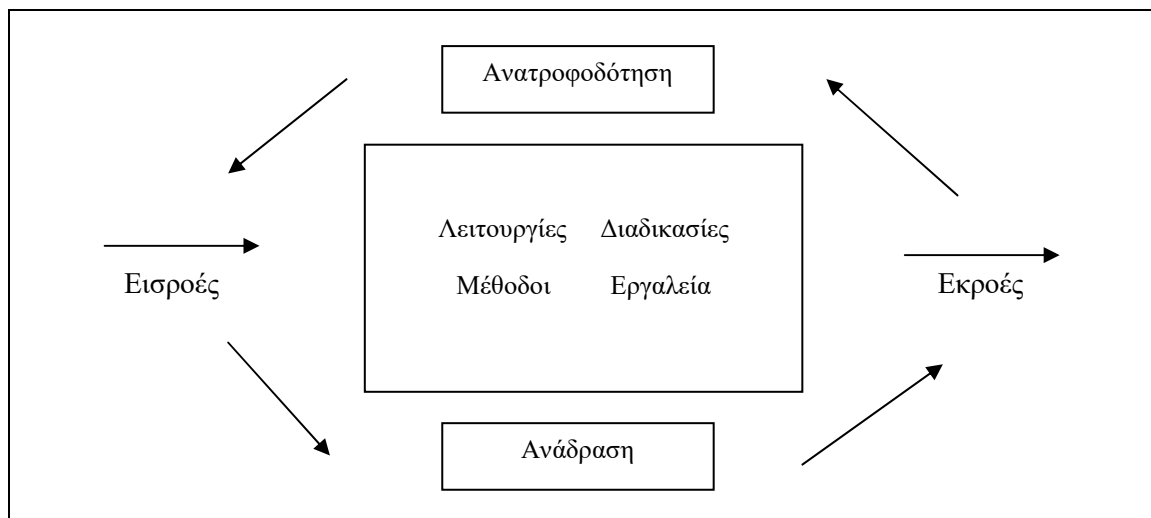 Ανατροφοδότηση
Λειτουργίες Διαδικασίες
Εισροές
Μέθοδοι Εργαλεία
Εκροές
Ανάδραση